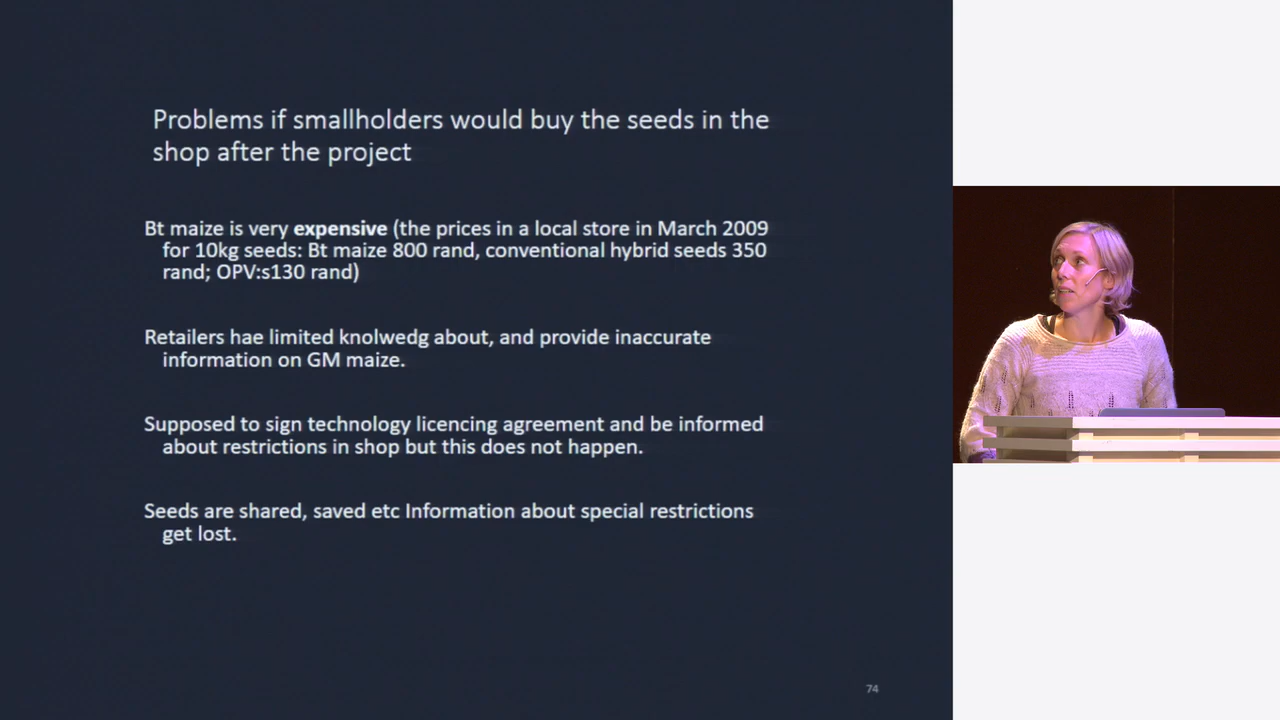 Problems if smallholders would buy the seeds in the
shop after the project
Bt maize is very expensive (the prices in a local store in March 2009
for 10kg seeds: Bt maize 800 rand, conventional hybrid seeds 350
rand; OPV:s130 rand)
Retailers hae limited knolwedg about, and provide inaccurate
information on GM maize.
Supposed to sign technology licencing agreement and be informed
about restrictions in shop but this does not happen.
Seeds are shared, saved etc Information about special restrictions
get lost.
74